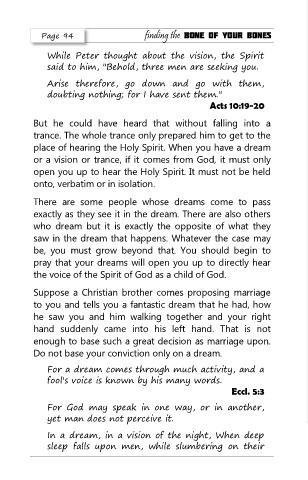 Page 94
finding the BONE OF YOUR BONES
While Peter thought about the vision, the Spirit
said to him, "Behold, three men are seeking you.
Arise therefore, go down and go with them,
doubting nothing; for I have sent them."
Acts 10:19-20
But he could have heard that without falling into a
trance. The whole trance only prepared him to get to the
place of hearing the Holy Spirit. When you have a dream
or a vision or trance, if it comes from God, it must only
open you up to hear the Holy Spirit. It must not be held
onto, verbatim or in isolation.
There are some people whose dreams come to pass
exactly as they see it in the dream. There are also others
who dream but it is exactly the opposite of what they
saw in the dream that happens. Whatever the case may
be, you must grow beyond that. You should begin to
pray that your dreams will open you up to directly hear
the voice of the Spirit of God as a child of God.
Suppose a Christian brother comes proposing marriage
to you and tells you a fantastic dream that he had, how
he saw you and him walking together and your right
hand suddenly came into his left hand. That is not
enough to base such a great decision as marriage upon.
Do not base your conviction only on a dream.
For a dream comes through much activity, and a
fool's voice is known by his many words.
Eccl. 5:3
For God may speak in one way, or in another,
yet man does not perceive it.
In a dream, in a vision of the night, When deep
sleep falls upon men, while slumbering on their